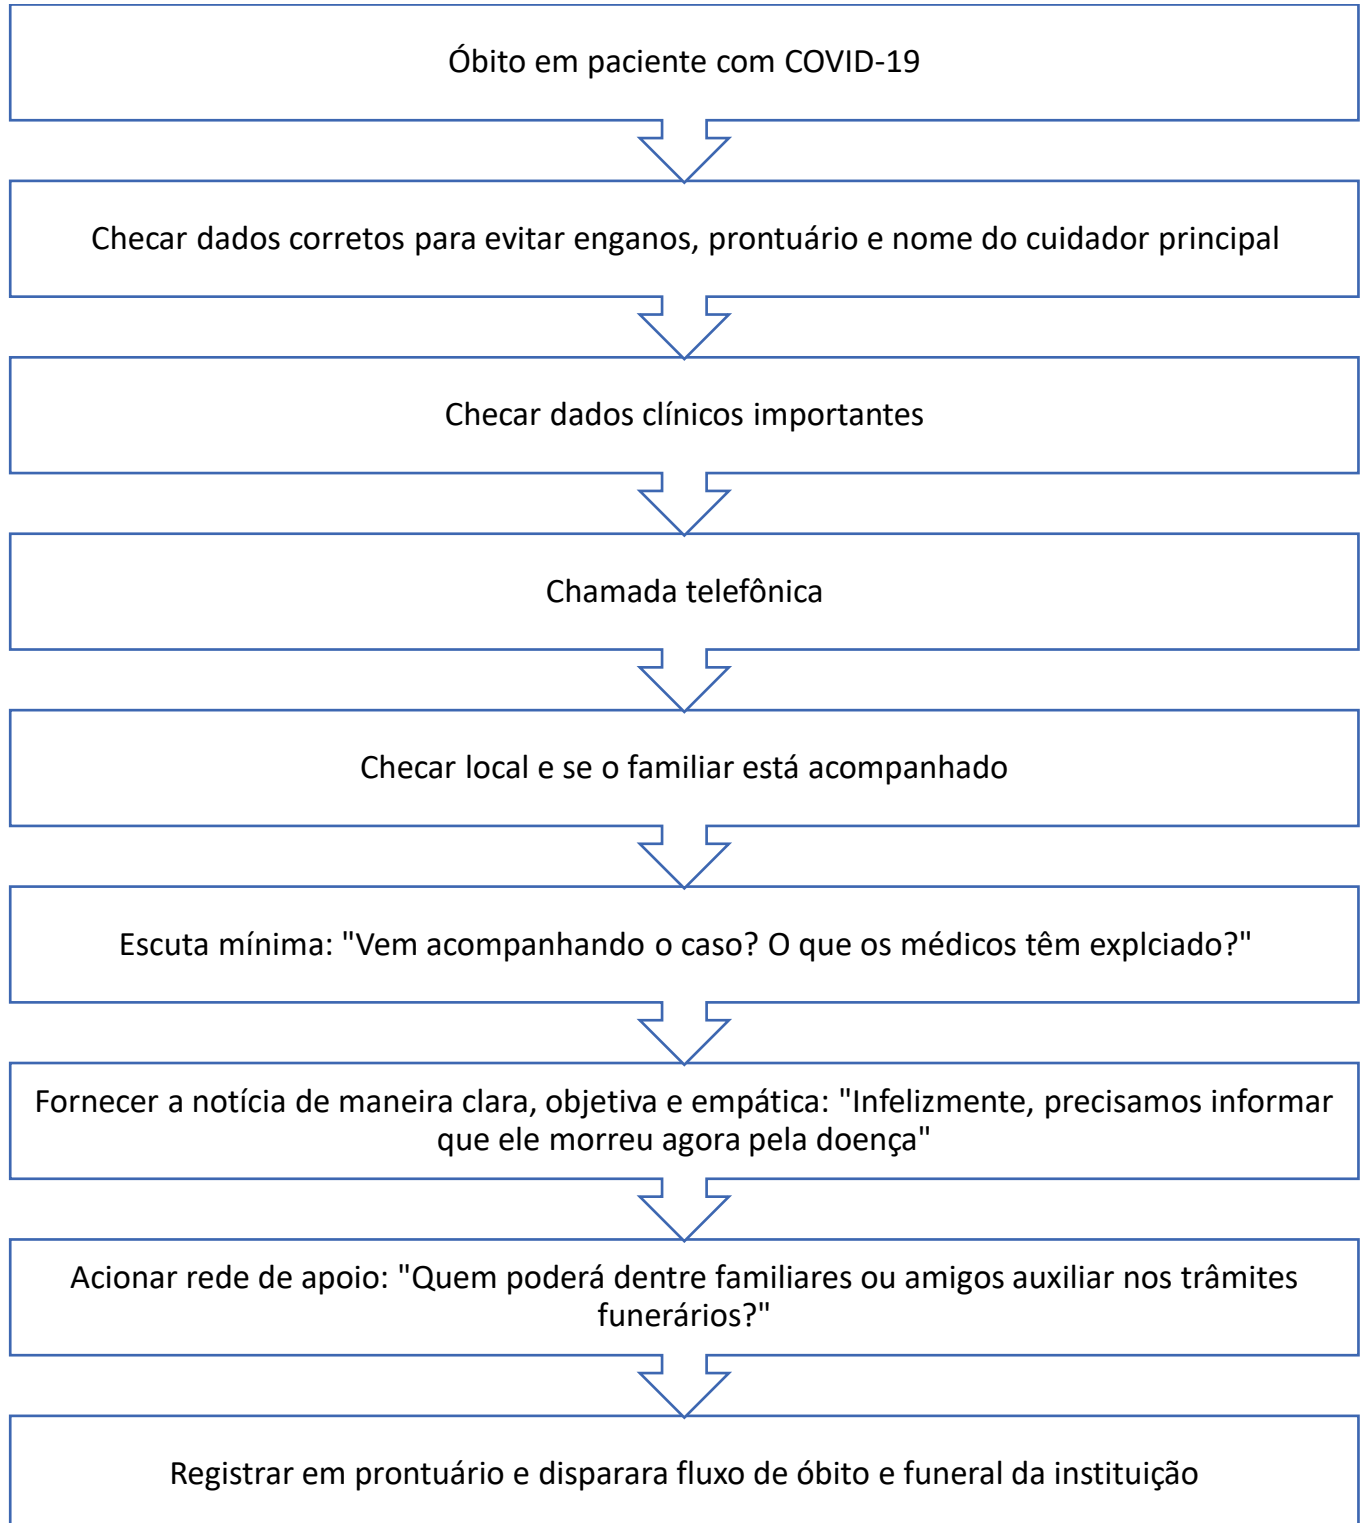 Óbito em paciente com COVID-19
Checar dados corretos para evitar enganos, prontuário e nome do cuidador principal
Checar dados clínicos importantes
Chamada telefônica
Checar local e se o familiar está acompanhado
Escuta mínima: "Vem acompanhando o caso? O que os médicos têm explciado?"
Fornecer a notícia de maneira clara, objetiva e empática: "Infelizmente, precisamos informar
que ele morreu agora pela doença"
Acionar rede de apoio: "Quem poderá dentre familiares ou amigos auxiliar nos trâmites
funerários?"
Registrar em prontuário e disparara fluxo de óbito e funeral da instituição